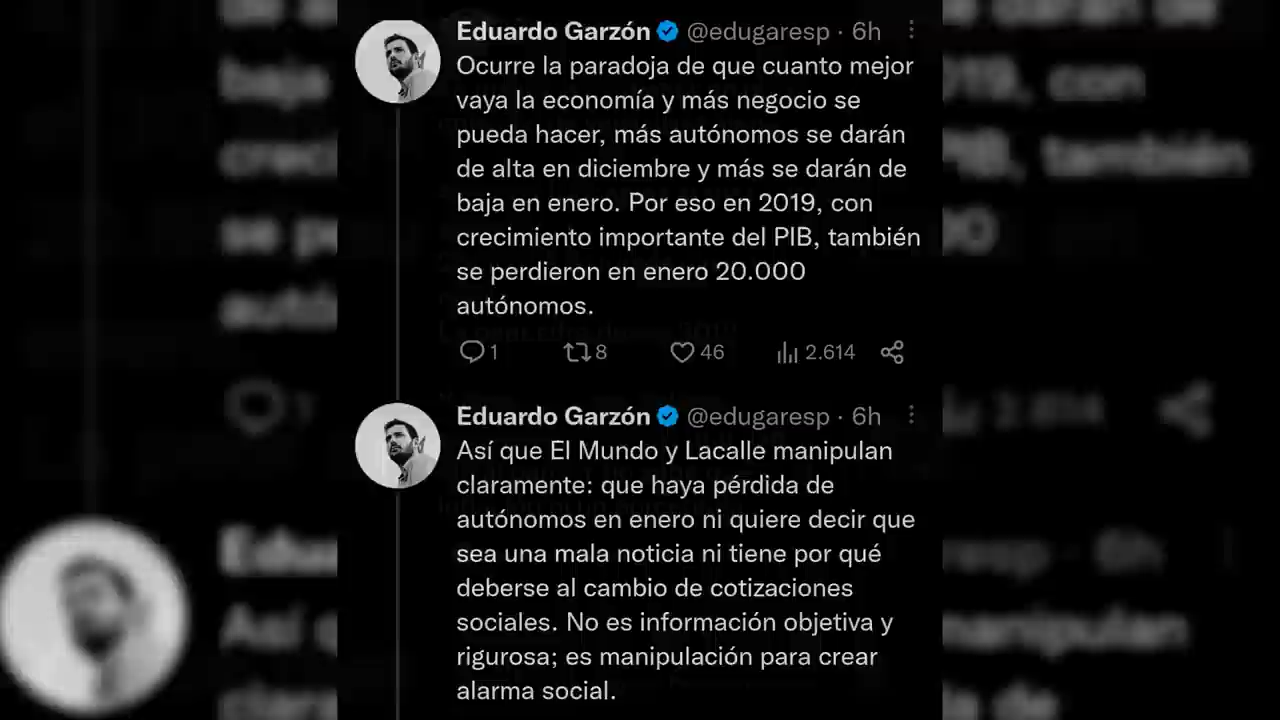 Eduardo Garzón @edugaresp · 6h
Ocurre la paradoja de que cuanto mejor
vaya la economía y más negocio se
pueda hacer, más autónomos se darán
de alta en diciembre y más se darán de
baja en enero. Por eso en 2019, con
crecimiento importante del PIB, también
se perdieron en enero 20.000
autónomos.
1 8 46 2.614
Eduardo Garzón @edugaresp · 6h
Así que El Mundo y Lacalle manipulan
claramente: que haya pérdida de
autónomos en enero ni quiere decir que
sea una mala noticia ni tiene por qué
deberse al cambio de cotizaciones
sociales. No es información objetiva y
rigurosa; es manipulación para crear
alarma social.